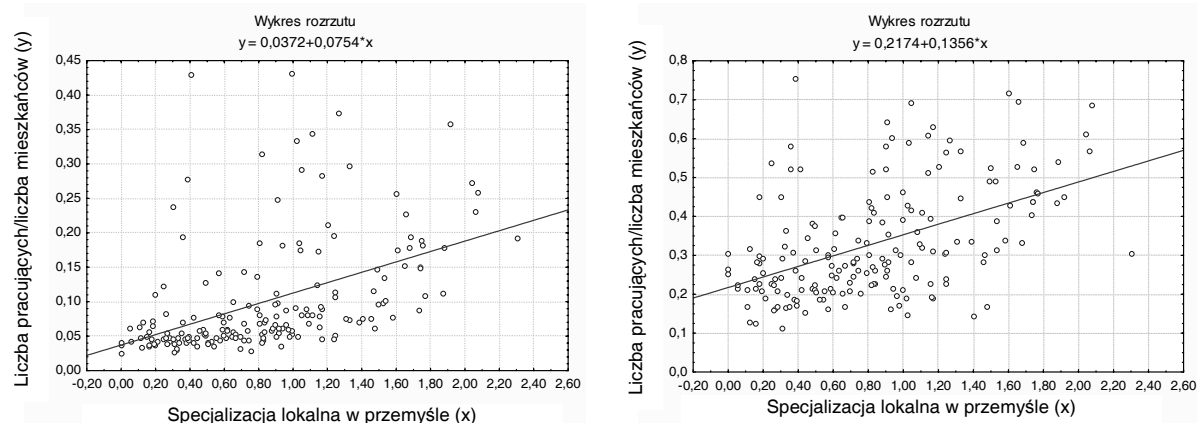 Wykres rozrzutu
y = 0,0372+0,0754*x
Liczba pracujących/liczba mieszkańców (y)
0,45
0,40
0,35
0,30
0,25
0,20
0,15
0,10
0,05
0,00
-0,20 0,00 0,20 0,40 0,60 0,80 1,00 1,20 1,40 1,60 1,80 2,00 2,20 2,40 2,60
Specjalizacja lokalna w przemyśle (x)
Wykres rozrzutu
y = 0,2174+0,1356*x
Liczba pracujących/liczba mieszkańców (y)
0,8
0,7
0,6
0,5
0,4
0,3
0,2
0,1
0,0
-0,20 0,00 0,20 0,40 0,60 0,80 1,00 1,20 1,40 1,60 1,80 2,00 2,20 2,40 2,60
Specjalizacja lokalna w przemyśle (x)